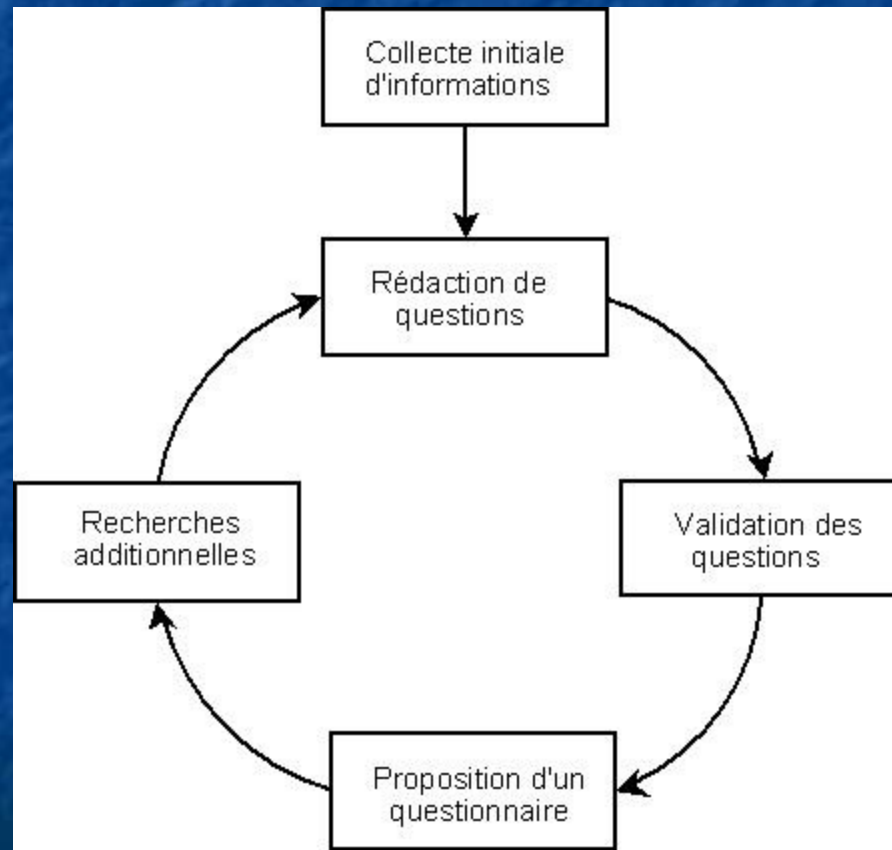 Collecte initiale
d'informations
Rédaction de
questions
Validation des
questions
Proposition d'un
questionnaire
Recherches
additionnelles